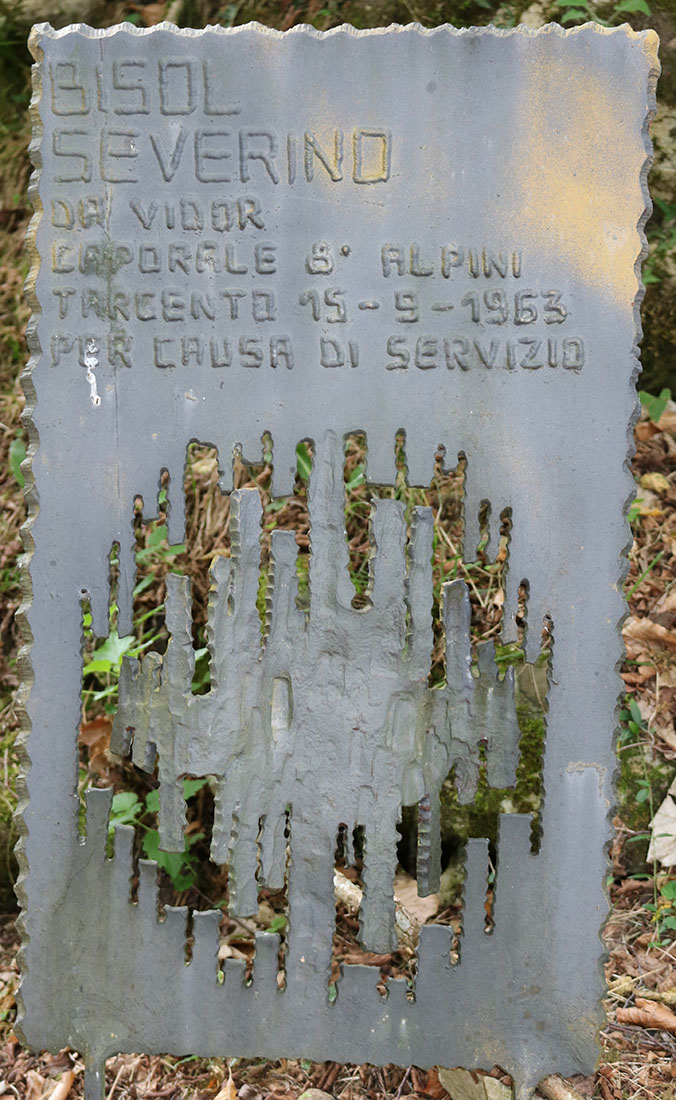 BISOL
SEVERINO
DA VIDOR
CAPORALE 8° ALPINI
TARCENTO 15-9-1963
PER CAUSA DI SERVIZIO